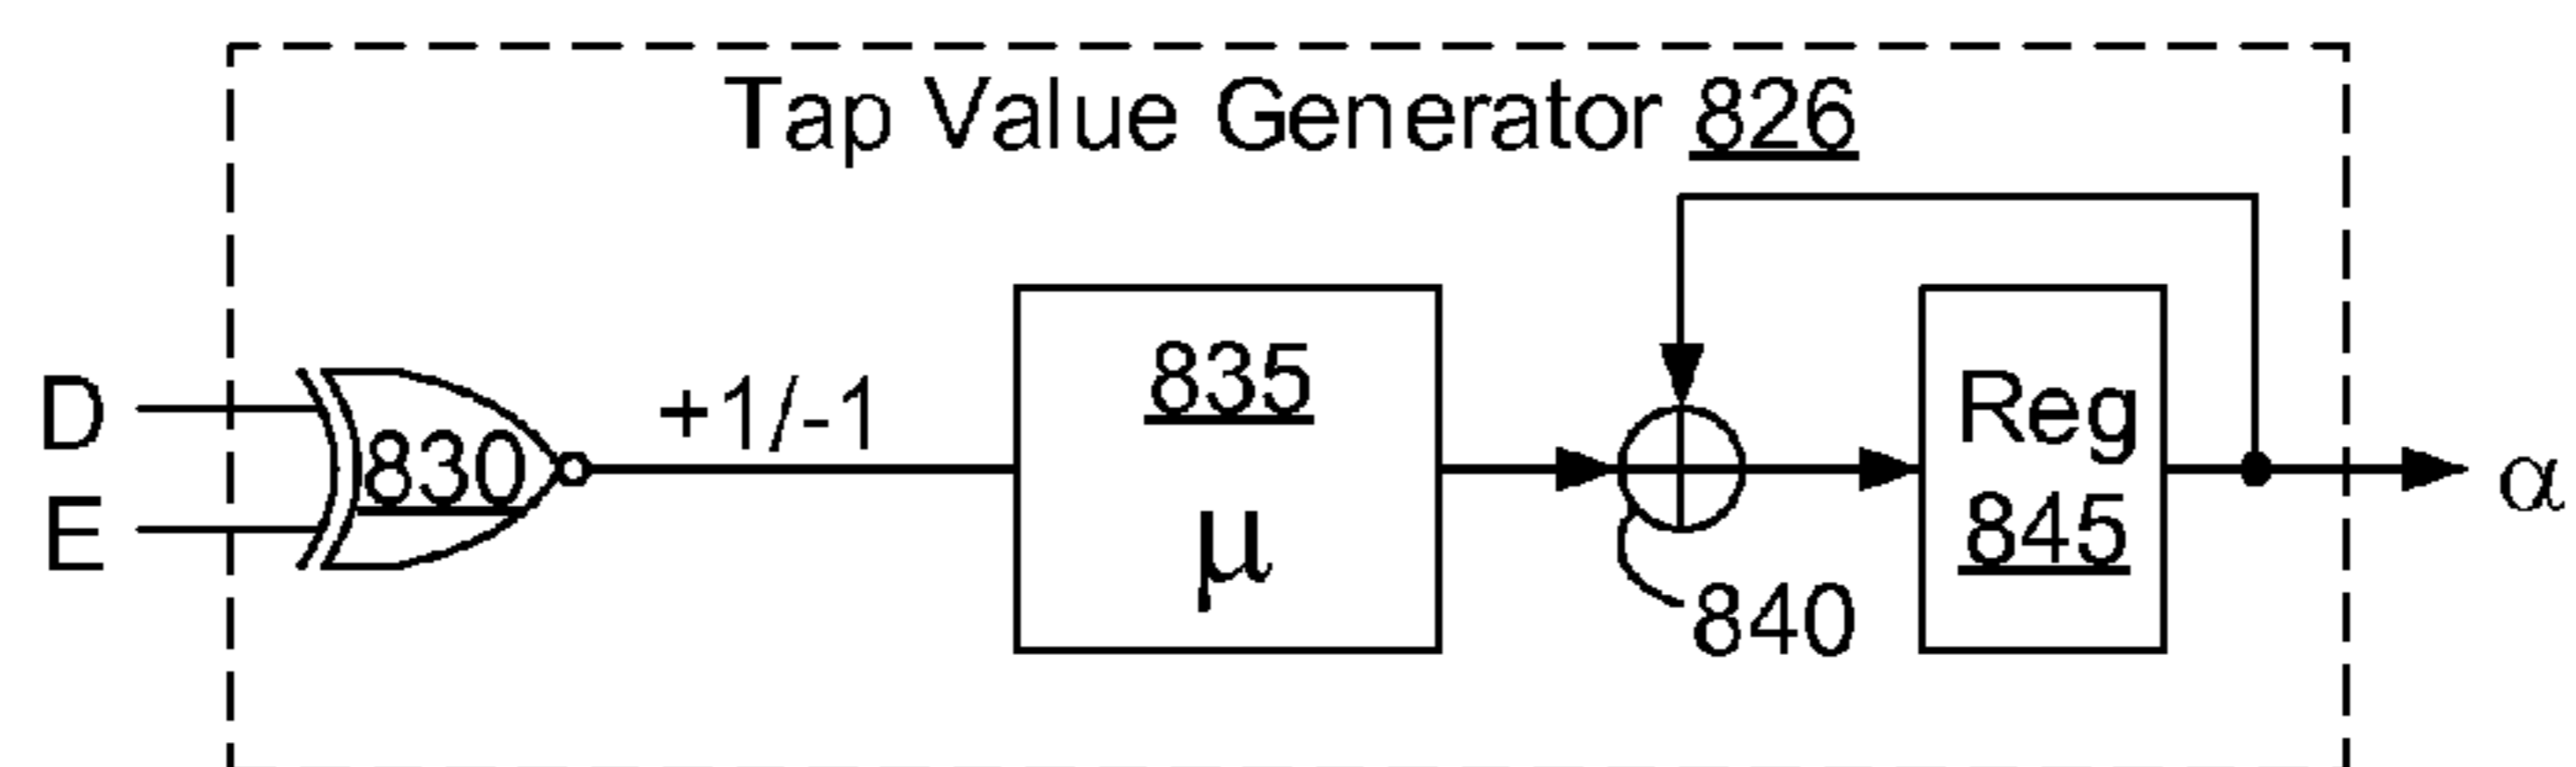 Tap Value Generator 826
D
E
830
+1/-1
835
μ
840
Reg
845
α